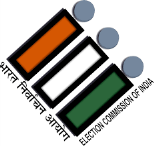 भारत निर्वाचन आयोग
ELECTION COMMISSION OF INDIA